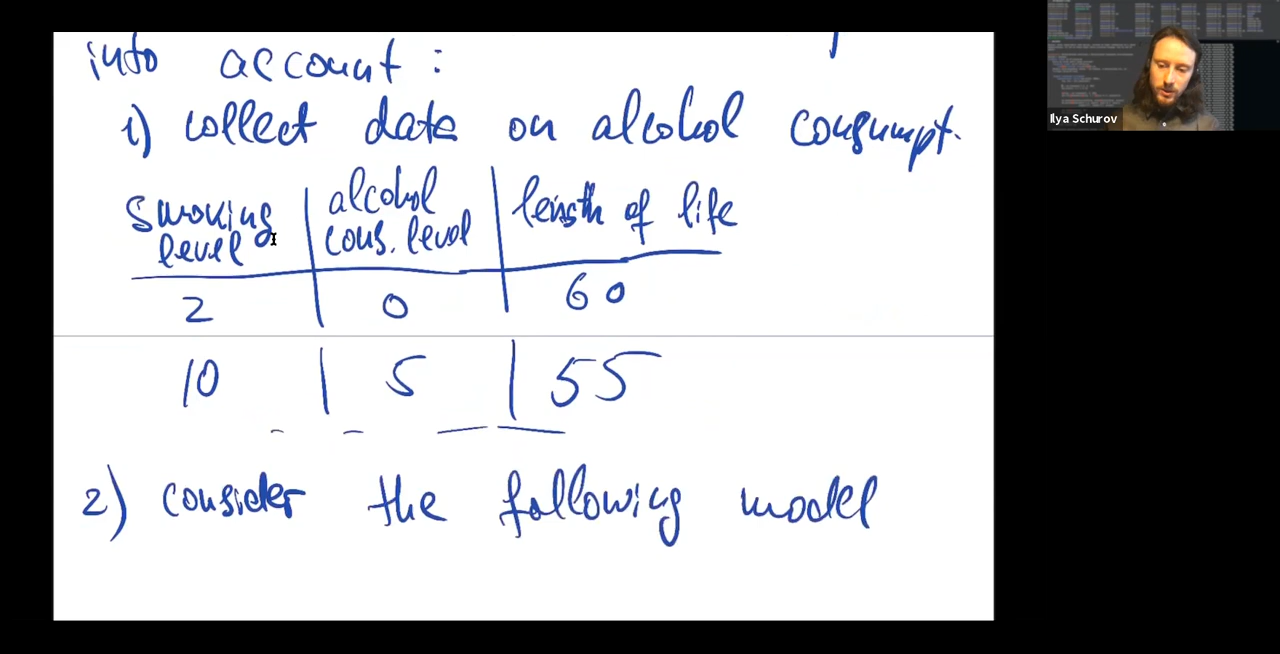 into account:
1) collect data on alcohol consumpt.
Smoking level | alcohol cons. level | length of life
2 | 0 | 60
10 | 5 | 55
2) consider the following model
Ilya Schurov